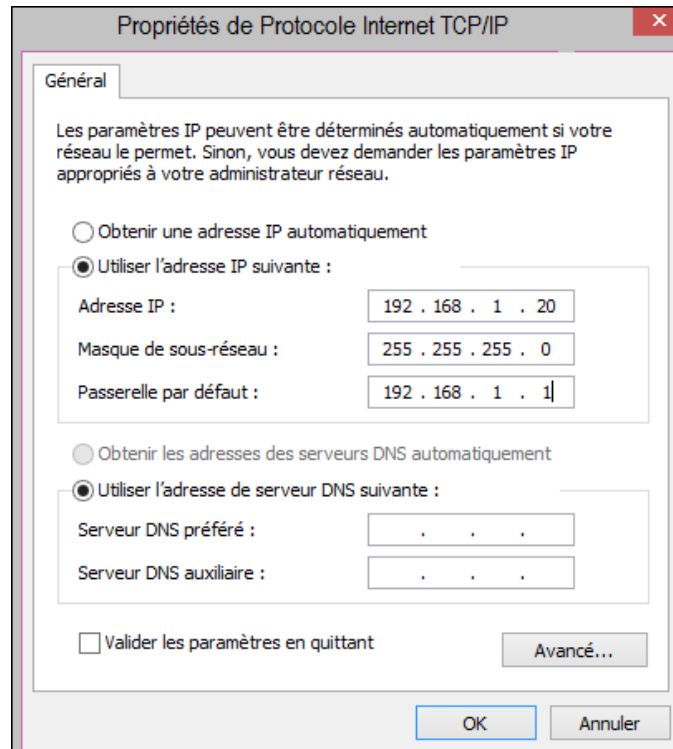 Propriétés de Protocole Internet TCP/IP
Général
Les paramètres IP peuvent être déterminés automatiquement si votre
réseau le permet. Sinon, vous devez demander les paramètres IP
appropriés à votre administrateur réseau.
Obtenir une adresse IP automatiquement
Utiliser l'adresse IP suivante :
Adresse IP : 192 . 168 . 1 . 20
Masque de sous-réseau : 255 . 255 . 255 . 0
Passerelle par défaut : 192 . 168 . 1 . 1
Obtenir les adresses des serveurs DNS automatiquement
Utiliser l'adresse de serveur DNS suivante :
Serveur DNS préféré : . . .
Serveur DNS auxiliaire : . . .
Valider les paramètres en quittant
Avancé...
OK Annuler